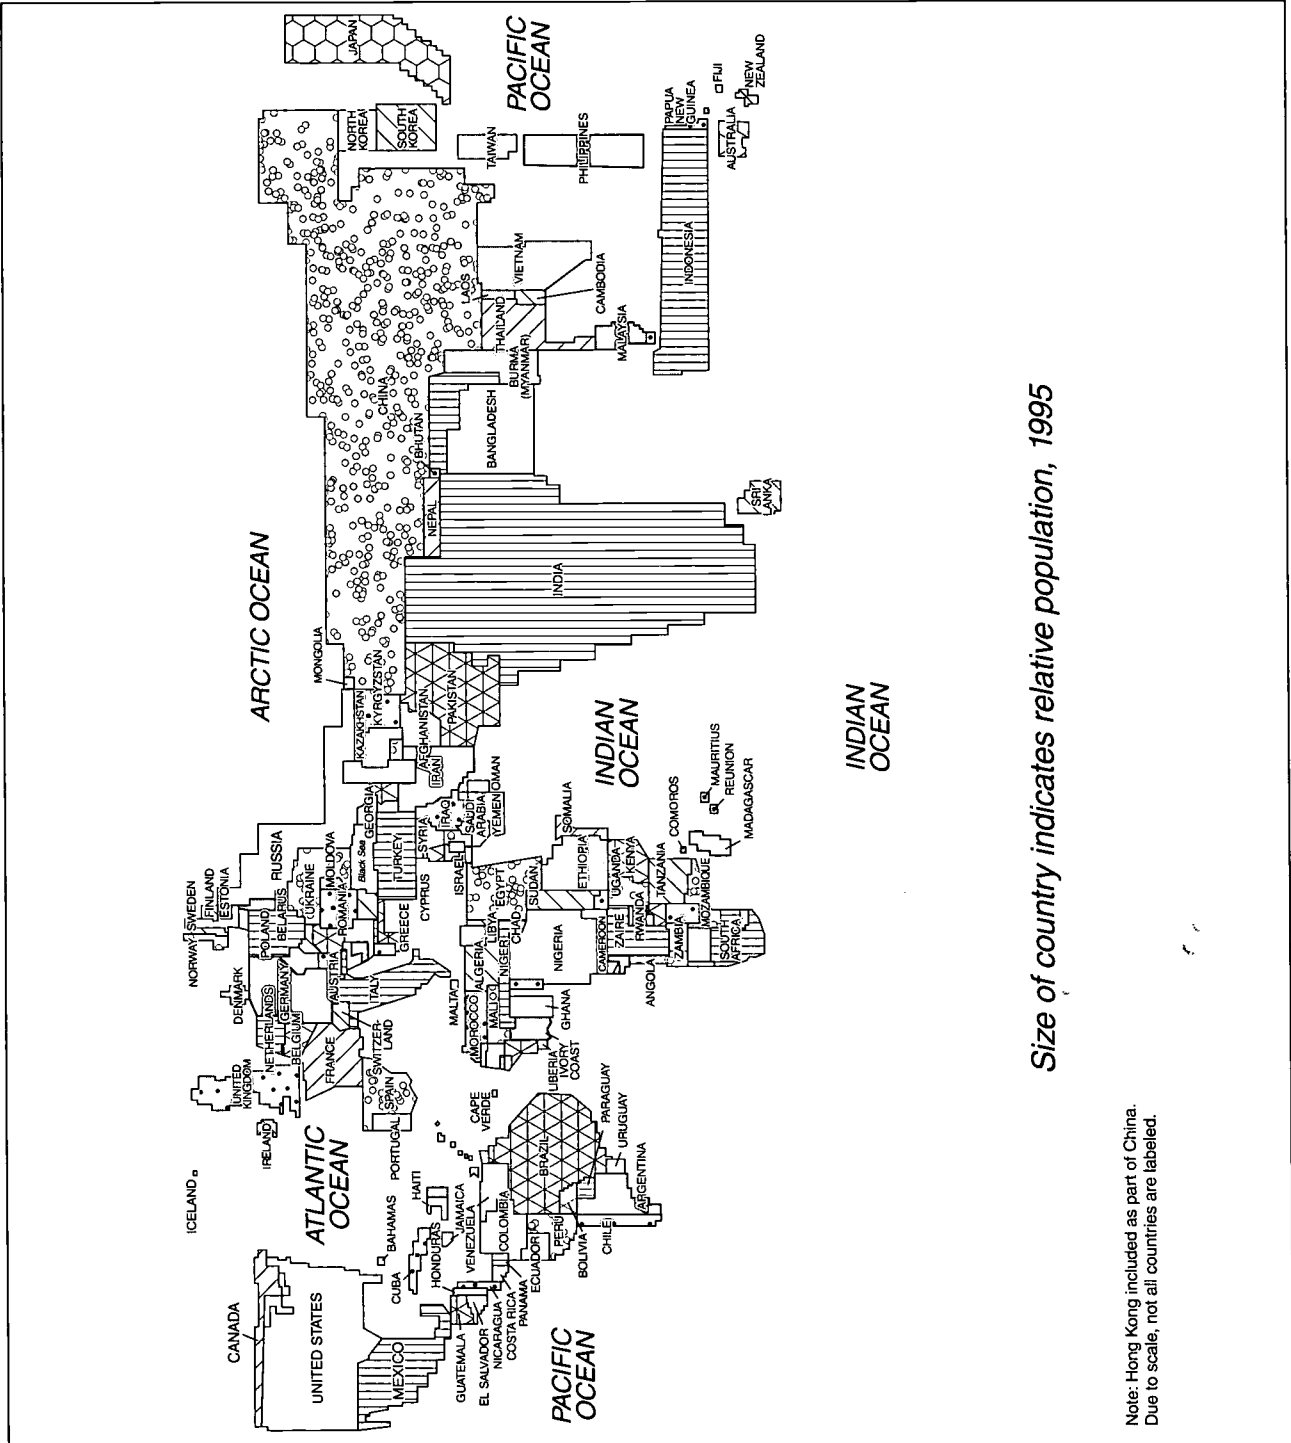 ARCTIC OCEAN
ICELAND
NORWAY
SWEDEN
FINLAND
ESTONIA
DENMARK
UNITED
KINGDOM
IRELAND
NETHERLANDS
BELGIUM
GERMANY
POLAND
BELARUS
RUSSIA
UKRAINE
MOLDOVA
ROMANIA
FRANCE
SWITZER-
LAND
AUSTRIA
ITALY
SPAIN
PORTUGAL
GREECE
Black Sea
GEORGIA
TURKEY
CYPRUS
SYRIA
MALTA
ISRAEL
IRAQ
SAUDI
ARABIA
YEMEN
OMAN
IRAN
AFGHANISTAN
PAKISTAN
KAZAKHSTAN
KYRGYZSTAN
MONGOLIA
CHINA
NORTH
KOREA
SOUTH
KOREA
JAPAN
TAIWAN
PHILIPPINES
PACIFIC
OCEAN
NEPAL
BHUTAN
BANGLADESH
INDIA
SRI
LANKA
BURMA
(MYANMAR)
THAILAND
LAOS
VIETNAM
CAMBODIA
MALAYSIA
INDONESIA
PAPUA
NEW
GUINEA
AUSTRALIA
FIJI
NEW
ZEALAND
CANADA
UNITED STATES
MEXICO
ATLANTIC
OCEAN
BAHAMAS
CUBA
HAITI
JAMAICA
HONDURAS
GUATEMALA
EL SALVADOR
NICARAGUA
COSTA RICA
PANAMA
VENEZUELA
COLOMBIA
ECUADOR
PERU
BRAZIL
BOLIVIA
CHILE
PARAGUAY
URUGUAY
ARGENTINA
PACIFIC
OCEAN
CAPE
VERDE
MOROCCO
ALGERIA
LIBYA
EGYPT
MALI
NIGER
CHAD
SUDAN
LIBERIA
IVORY
COAST
GHANA
NIGERIA
CAMEROON
ETHIOPIA
SOMALIA
UGANDA
KENYA
ZAIRE
RWANDA
TANZANIA
ANGOLA
ZAMBIA
MOZAMBIQUE
SOUTH
AFRICA
COMOROS
MAURITIUS
REUNION
MADAGASCAR
INDIAN
OCEAN
INDIAN
OCEAN
Size of country indicates relative population, 1995
Note: Hong Kong included as part of China.
Due to scale, not all countries are labeled.